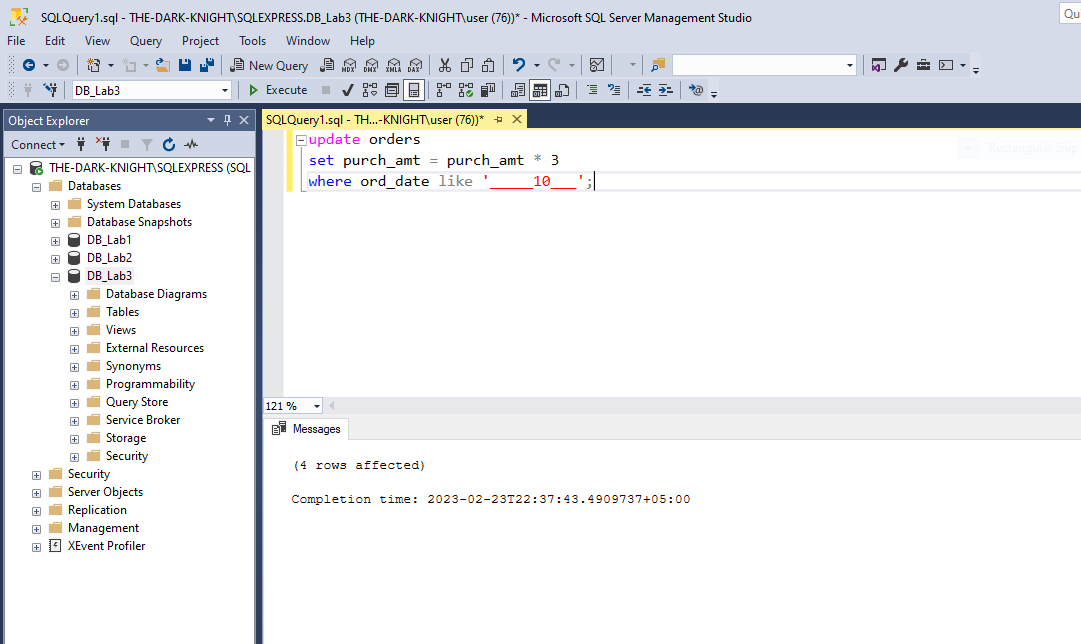 SQLQuery1.sql - THE-DARK-KNIGHT\SQLEXPRESS.DB_Lab3 (THE-DARK-KNIGHT\user (76))* - Microsoft SQL Server Management Studio
Qu
File Edit View Query Project Tools Window Help
New Query MDX DMX XMLA DAX
DB_Lab3 Execute
Object Explorer
SQLQuery1.sql - TH...-KNIGHT\user (76))*
Connect
THE-DARK-KNIGHT\SQLEXPRESS (SQL
Databases
System Databases
Database Snapshots
DB_Lab1
DB_Lab2
DB_Lab3
Database Diagrams
Tables
Views
External Resources
Synonyms
Programmability
Query Store
Service Broker
Storage
Security
Security
Server Objects
Replication
Management
XEvent Profiler
update orders
set purch_amt = purch_amt * 3
where ord_date like '_____10___';
Rectangular Snip
121 %
Messages
(4 rows affected)
Completion time: 2023-02-23T22:37:43.4909737+05:00